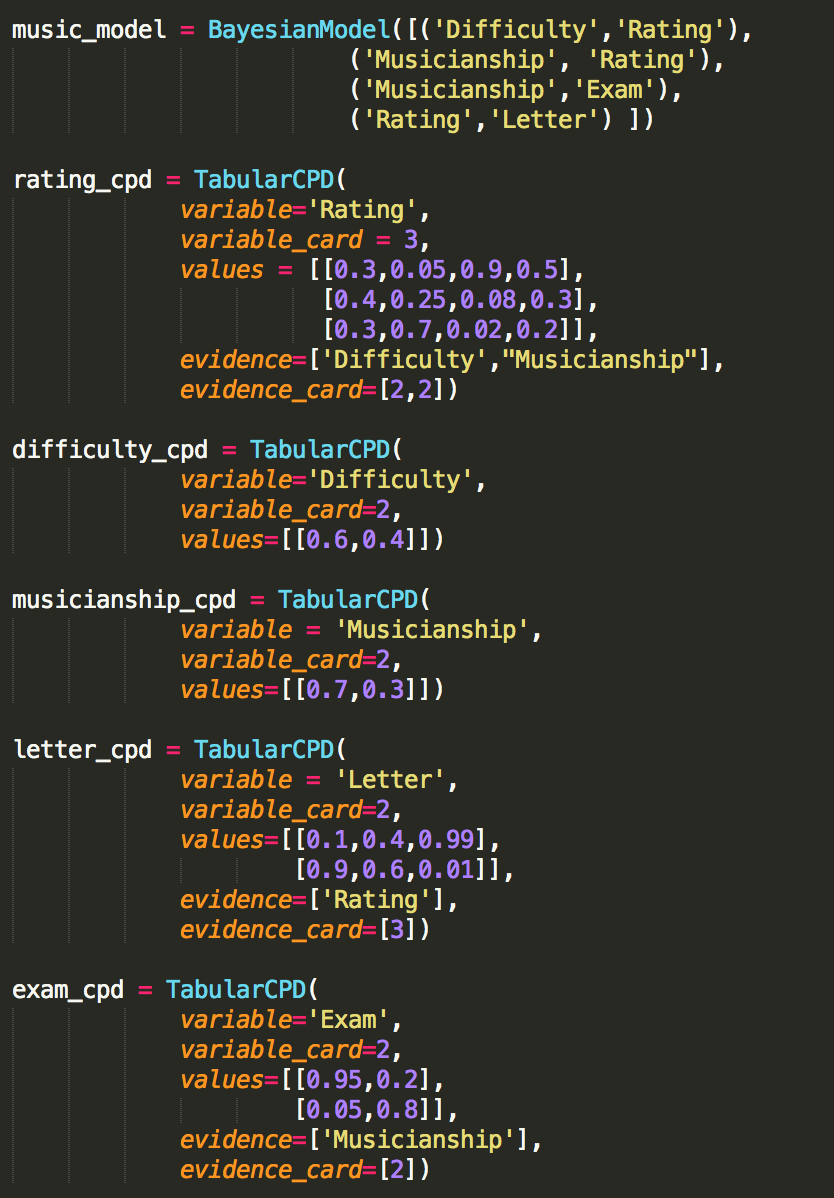 music_model = BayesianModel([('Difficulty','Rating'),
                        ('Musicianship', 'Rating'),
                        ('Musicianship','Exam'),
                        ('Rating','Letter') ])

rating_cpd = TabularCPD(
            variable='Rating',
            variable_card = 3,
            values = [[0.3,0.05,0.9,0.5],
                      [0.4,0.25,0.08,0.3],
                      [0.3,0.7,0.02,0.2]],
            evidence=['Difficulty',"Musicianship"],
            evidence_card=[2,2])

difficulty_cpd = TabularCPD(
            variable='Difficulty',
            variable_card=2,
            values=[[0.6,0.4]])

musicianship_cpd = TabularCPD(
            variable = 'Musicianship',
            variable_card=2,
            values=[[0.7,0.3]])

letter_cpd = TabularCPD(
            variable = 'Letter',
            variable_card=2,
            values=[[0.1,0.4,0.99],
                    [0.9,0.6,0.01]],
            evidence=['Rating'],
            evidence_card=[3])

exam_cpd = TabularCPD(
            variable='Exam',
            variable_card=2,
            values=[[0.95,0.2],
                    [0.05,0.8]],
            evidence=['Musicianship'],
            evidence_card=[2])